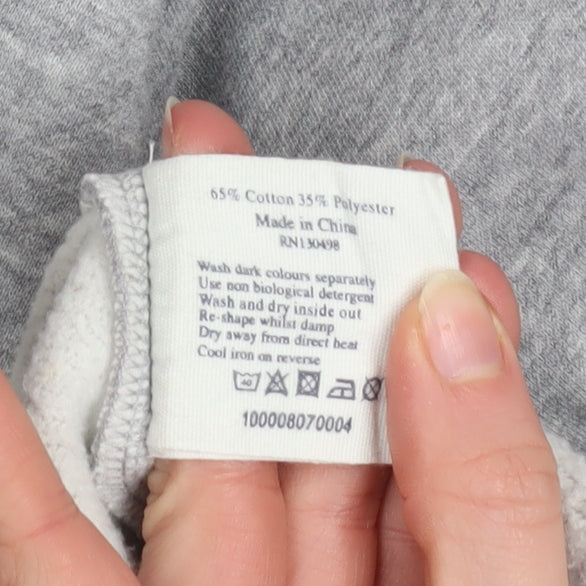 65% Cotton 35% Polyester
Made in China
RN130498
Wash dark colours separately
Use non biological detergent
Wash and dry inside out
Re-shape whilst damp
Dry away from direct heat
Cool iron on reverse
40
100008070004